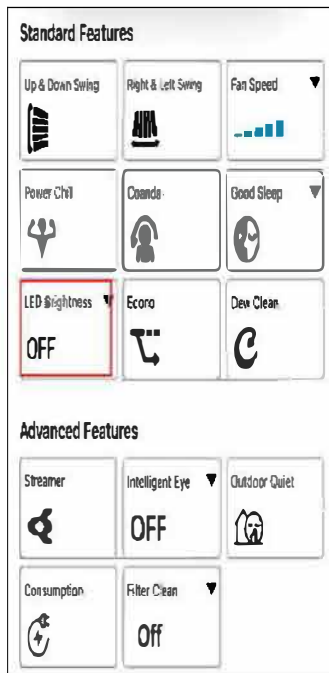 Standard Features
Up & Down Swing
Right & Left Swing
Fan Speed
Power Chill
Coanda
Good Sleep
LED Brightness
OFF
Econo
Dew Clean
Advanced Features
Streamer
Intelligent Eye
OFF
Outdoor Quiet
Consumption
Filter Clean
Off